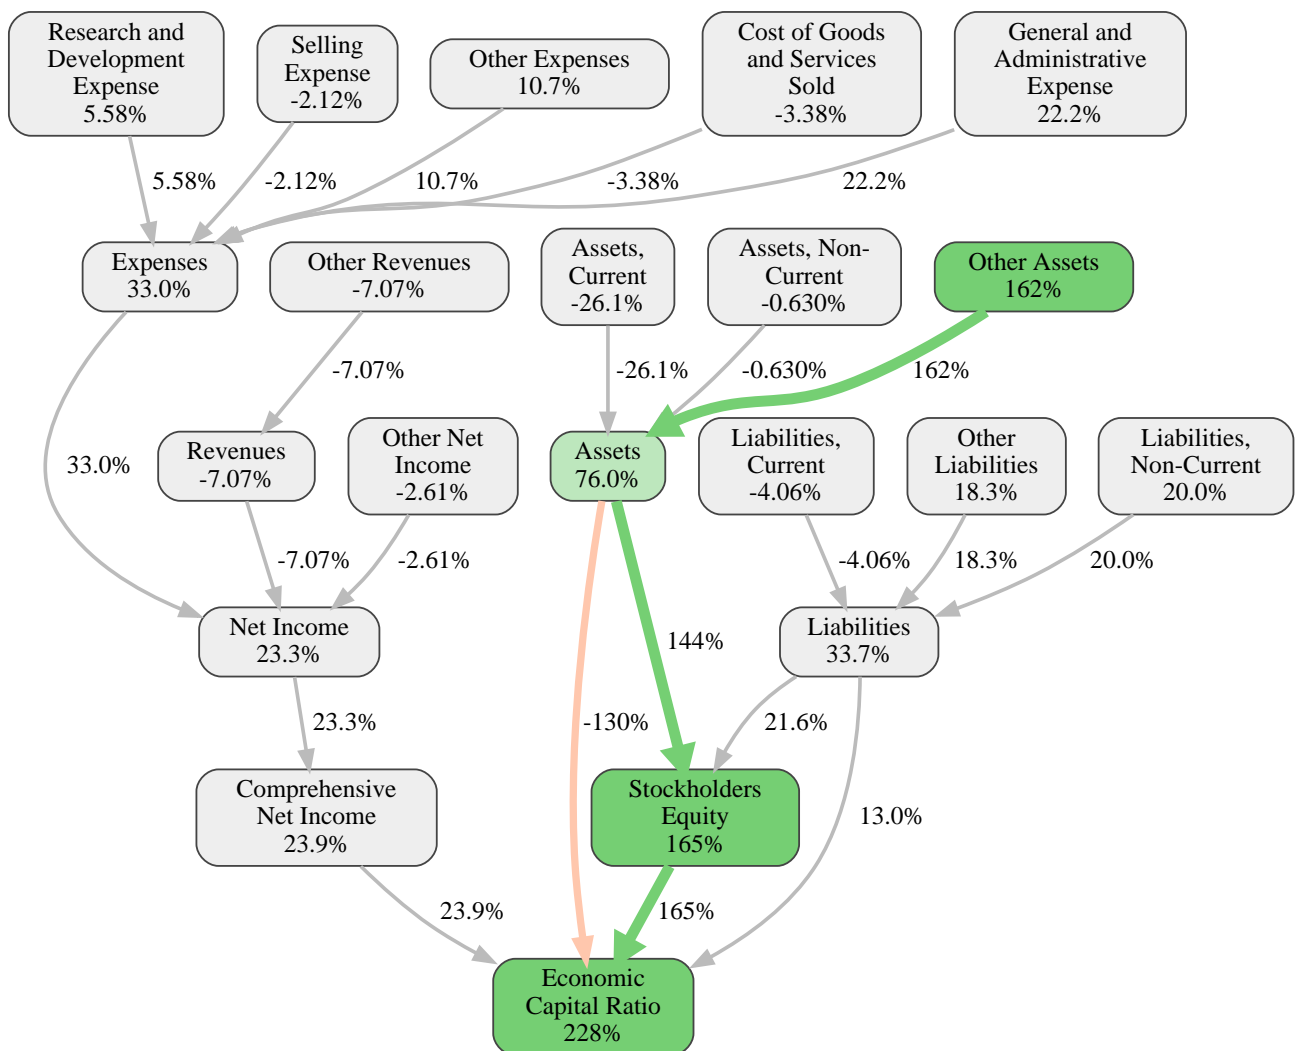 Research and
Development
Expense
5.58%
Selling
Expense
-2.12%
Other Expenses
10.7%
Cost of Goods
and Services
Sold
-3.38%
General and
Administrative
Expense
22.2%
5.58%
-2.12%
10.7%
-3.38%
22.2%
Expenses
33.0%
Other Revenues
-7.07%
Assets,
Current
-26.1%
Assets, Non-
Current
-0.630%
Other Assets
162%
-7.07%
-26.1%
-0.630%
162%
33.0%
Revenues
-7.07%
Other Net
Income
-2.61%
Assets
76.0%
Liabilities,
Current
-4.06%
Other
Liabilities
18.3%
Liabilities,
Non-Current
20.0%
-7.07%
-2.61%
-4.06%
18.3%
20.0%
Net Income
23.3%
144%
Liabilities
33.7%
23.3%
-130%
21.6%
Comprehensive
Net Income
23.9%
Stockholders
Equity
165%
13.0%
23.9%
165%
Economic
Capital Ratio
228%